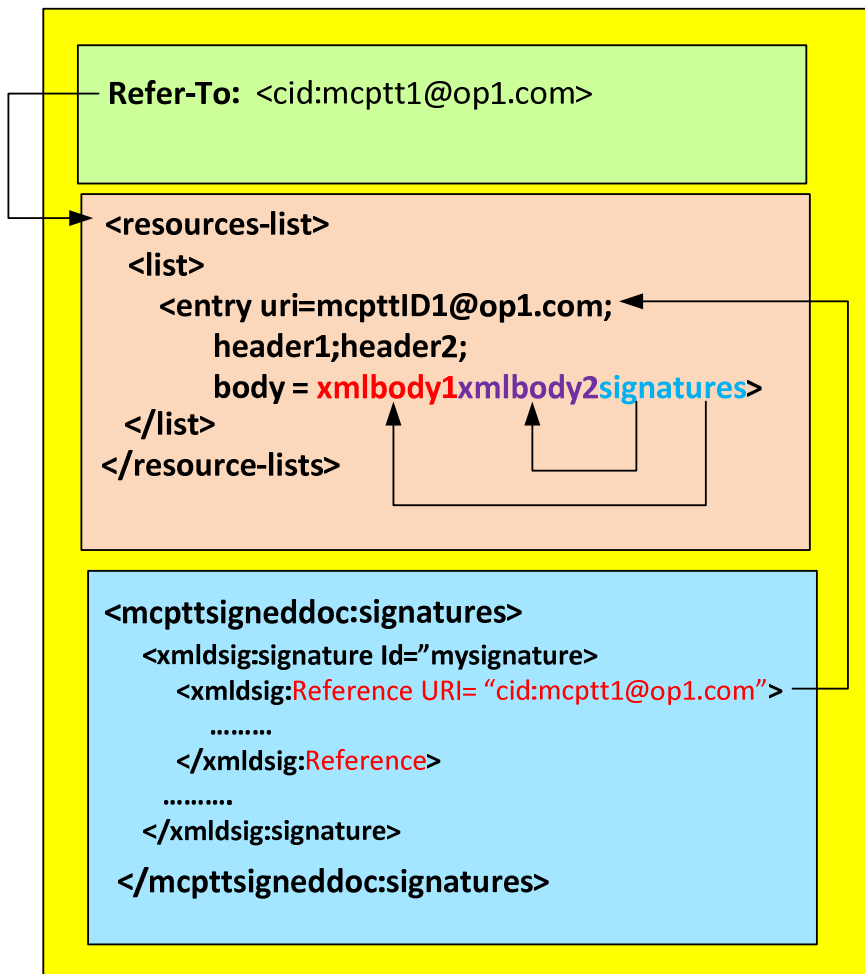 Refer-To: <cid:mcptt1@op1.com>
<resources-list>
<list>
<entry uri=mcpttID1@op1.com;
header1;header2;
body = xmlbody1xmlbody2signatures>
</list>
</resource-lists>
<mcpttsigneddoc:signatures>
<xmldsig:signature Id=”mysignature>
<xmldsig:Reference URI= “cid:mcptt1@op1.com”>
.........
</xmldsig:Reference>
..........
</xmldsig:signature>
</mcpttsigneddoc:signatures>